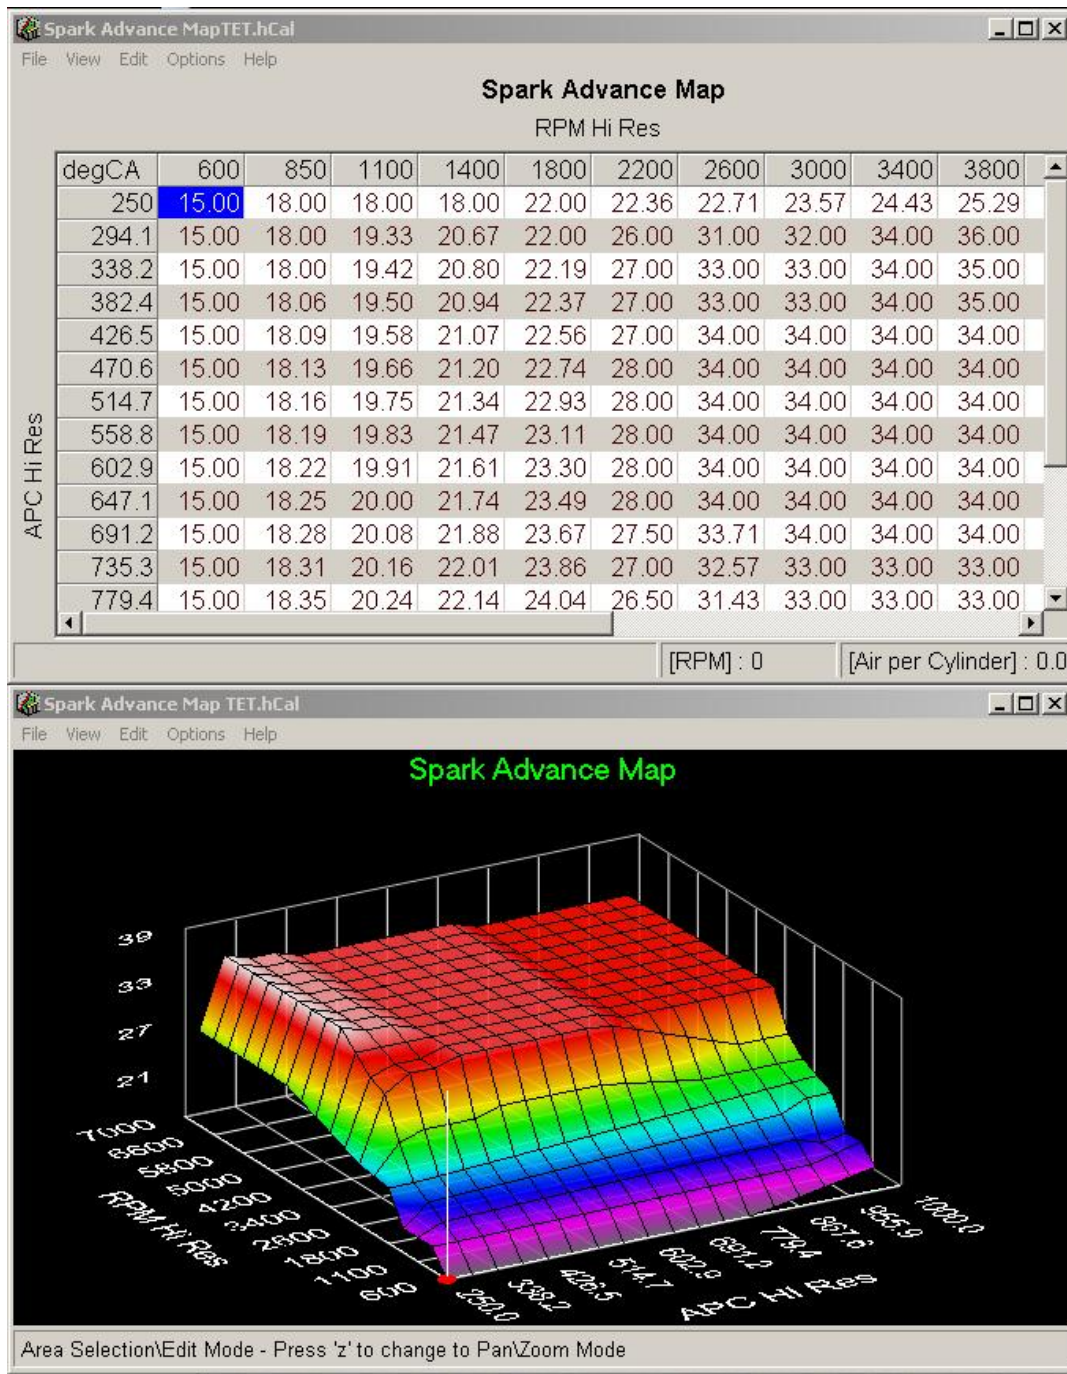 Spark Advance MapTET.hCal
File View Edit Options Help
Spark Advance Map
RPM Hi Res
degCA 600 850 1100 1400 1800 2200 2600 3000 3400 3800
250 15.00 18.00 18.00 18.00 22.00 22.36 22.71 23.57 24.43 25.29
294.1 15.00 18.00 19.33 20.67 22.00 26.00 31.00 32.00 34.00 36.00
338.2 15.00 18.00 19.42 20.80 22.19 27.00 33.00 33.00 34.00 35.00
382.4 15.00 18.06 19.50 20.94 22.37 27.00 33.00 33.00 34.00 35.00
426.5 15.00 18.09 19.58 21.07 22.56 27.00 34.00 34.00 34.00 34.00
470.6 15.00 18.13 19.66 21.20 22.74 28.00 34.00 34.00 34.00 34.00
514.7 15.00 18.16 19.75 21.34 22.93 28.00 34.00 34.00 34.00 34.00
558.8 15.00 18.19 19.83 21.47 23.11 28.00 34.00 34.00 34.00 34.00
602.9 15.00 18.22 19.91 21.61 23.30 28.00 34.00 34.00 34.00 34.00
647.1 15.00 18.25 20.00 21.74 23.49 28.00 34.00 34.00 34.00 34.00
691.2 15.00 18.28 20.08 21.88 23.67 27.50 33.71 34.00 34.00 34.00
735.3 15.00 18.31 20.16 22.01 23.86 27.00 32.57 33.00 33.00 33.00
779.4 15.00 18.35 20.24 22.14 24.04 26.50 31.43 33.00 33.00 33.00
APC Hi Res
[RPM] : 0 [Air per Cylinder] : 0.0
Spark Advance Map TET.hCal
File View Edit Options Help
Spark Advance Map
39
33
27
21
7000
6600
5800
5000
4200
3400
2600
1800
1100
600
RPM Hi Res
250.0
338.2
426.5
514.7
602.9
691.2
779.4
867.6
955.9
1000.0
APC Hi Res
Area Selection\Edit Mode - Press 'z' to change to Pan\Zoom Mode